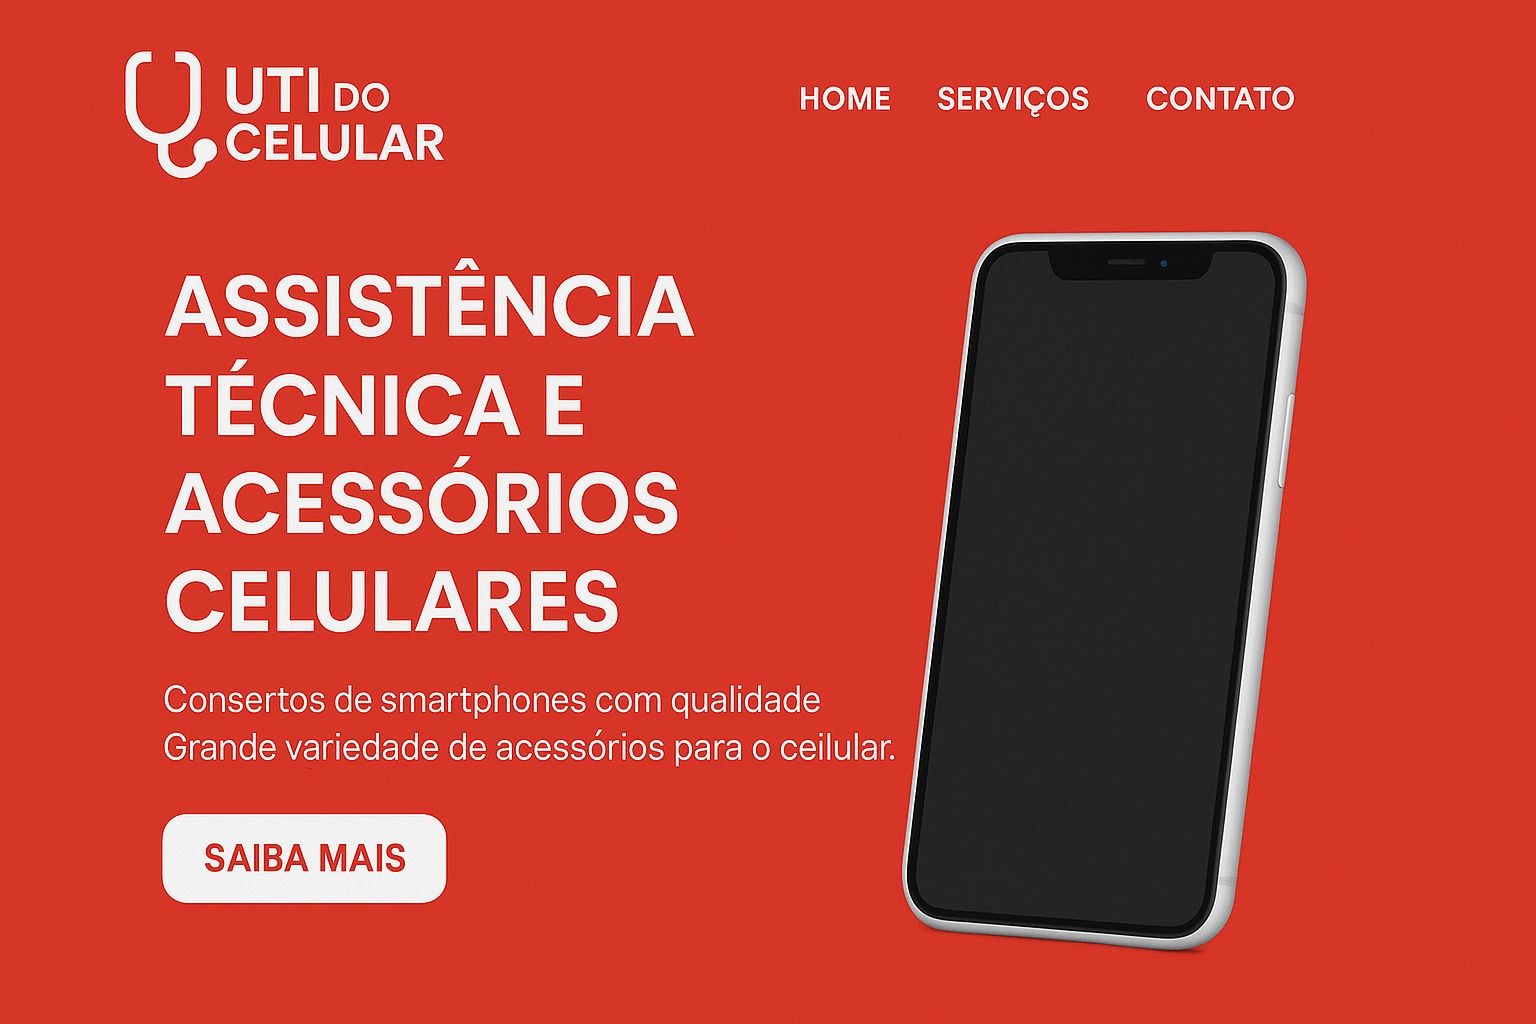 UTI DO
CELULAR
HOME SERVIÇOS CONTATO
ASSISTÊNCIA
TÉCNICA E
ACESSÓRIOS
CELULARES
Consertos de smartphones com qualidade
Grande variedade de acessórios para o ceilular.
SAIBA MAIS